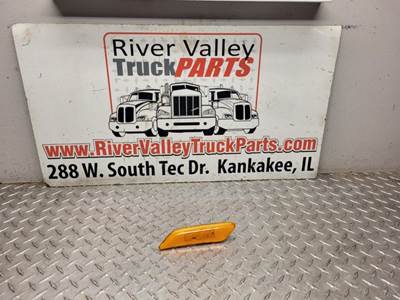 River Valley
TruckPARTS
www.RiverValleyTruckParts.com
288 W. South Tec Dr. Kankakee, IL